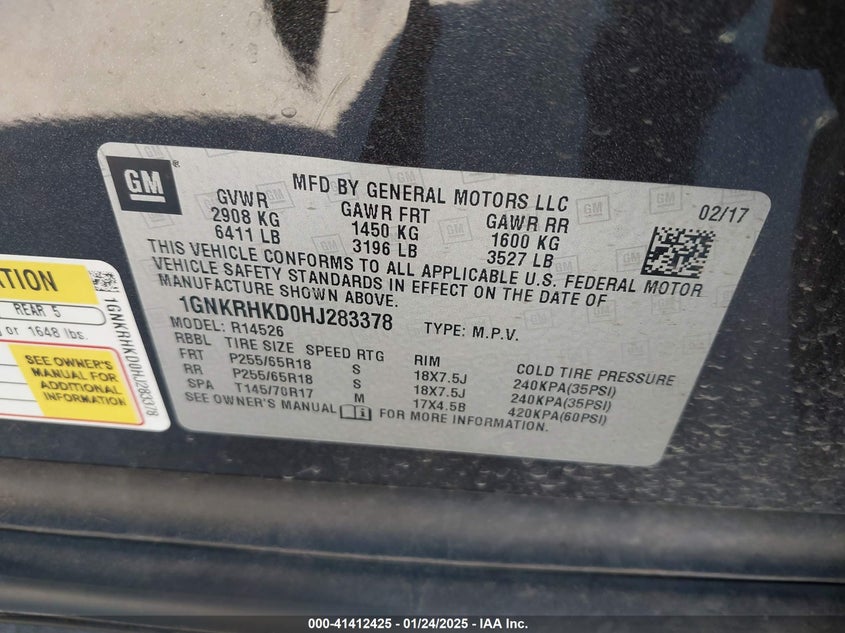 GM
MFD BY GENERAL MOTORS LLC
02/17
GVWR GAWR FRT GAWR RR
2908 KG 1450 KG 1600 KG
6411 LB 3196 LB 3527 LB
THIS VEHICLE CONFORMS TO ALL APPLICABLE U.S. FEDERAL MOTOR
VEHICLE SAFETY STANDARDS IN EFFECT ON THE DATE OF
MANUFACTURE SHOWN ABOVE.
1GNKRHKD0HJ283378 TYPE: M.P.V.
MODEL: R14526
RBBL TIRE SIZE SPEED RTG RIM COLD TIRE PRESSURE
FRT P255/65R18 S 18X7.5J 240KPA(35PSI)
RR P255/65R18 S 18X7.5J 240KPA(35PSI)
SPA T145/70R17 M 17X4.5B 420KPA(60PSI)
SEE OWNER'S MANUAL FOR MORE INFORMATION.
REAR 5
or 1648 lbs.
SEE OWNER'S
MANUAL FOR
ADDITIONAL
INFORMATION
1GNKRHKD0HJ283378
000-41412425 - 01/24/2025 - IAA Inc.